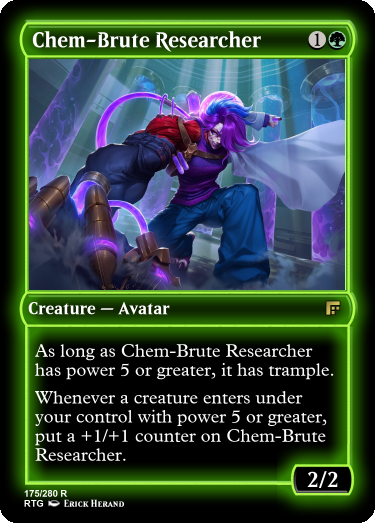 Chem-Brute Researcher 1
Creature — Avatar
As long as Chem-Brute Researcher
has power 5 or greater, it has trample.
Whenever a creature enters under
your control with power 5 or greater,
put a +1/+1 counter on Chem-Brute
Researcher.
2/2
175/280 R
RTG Erick Herand